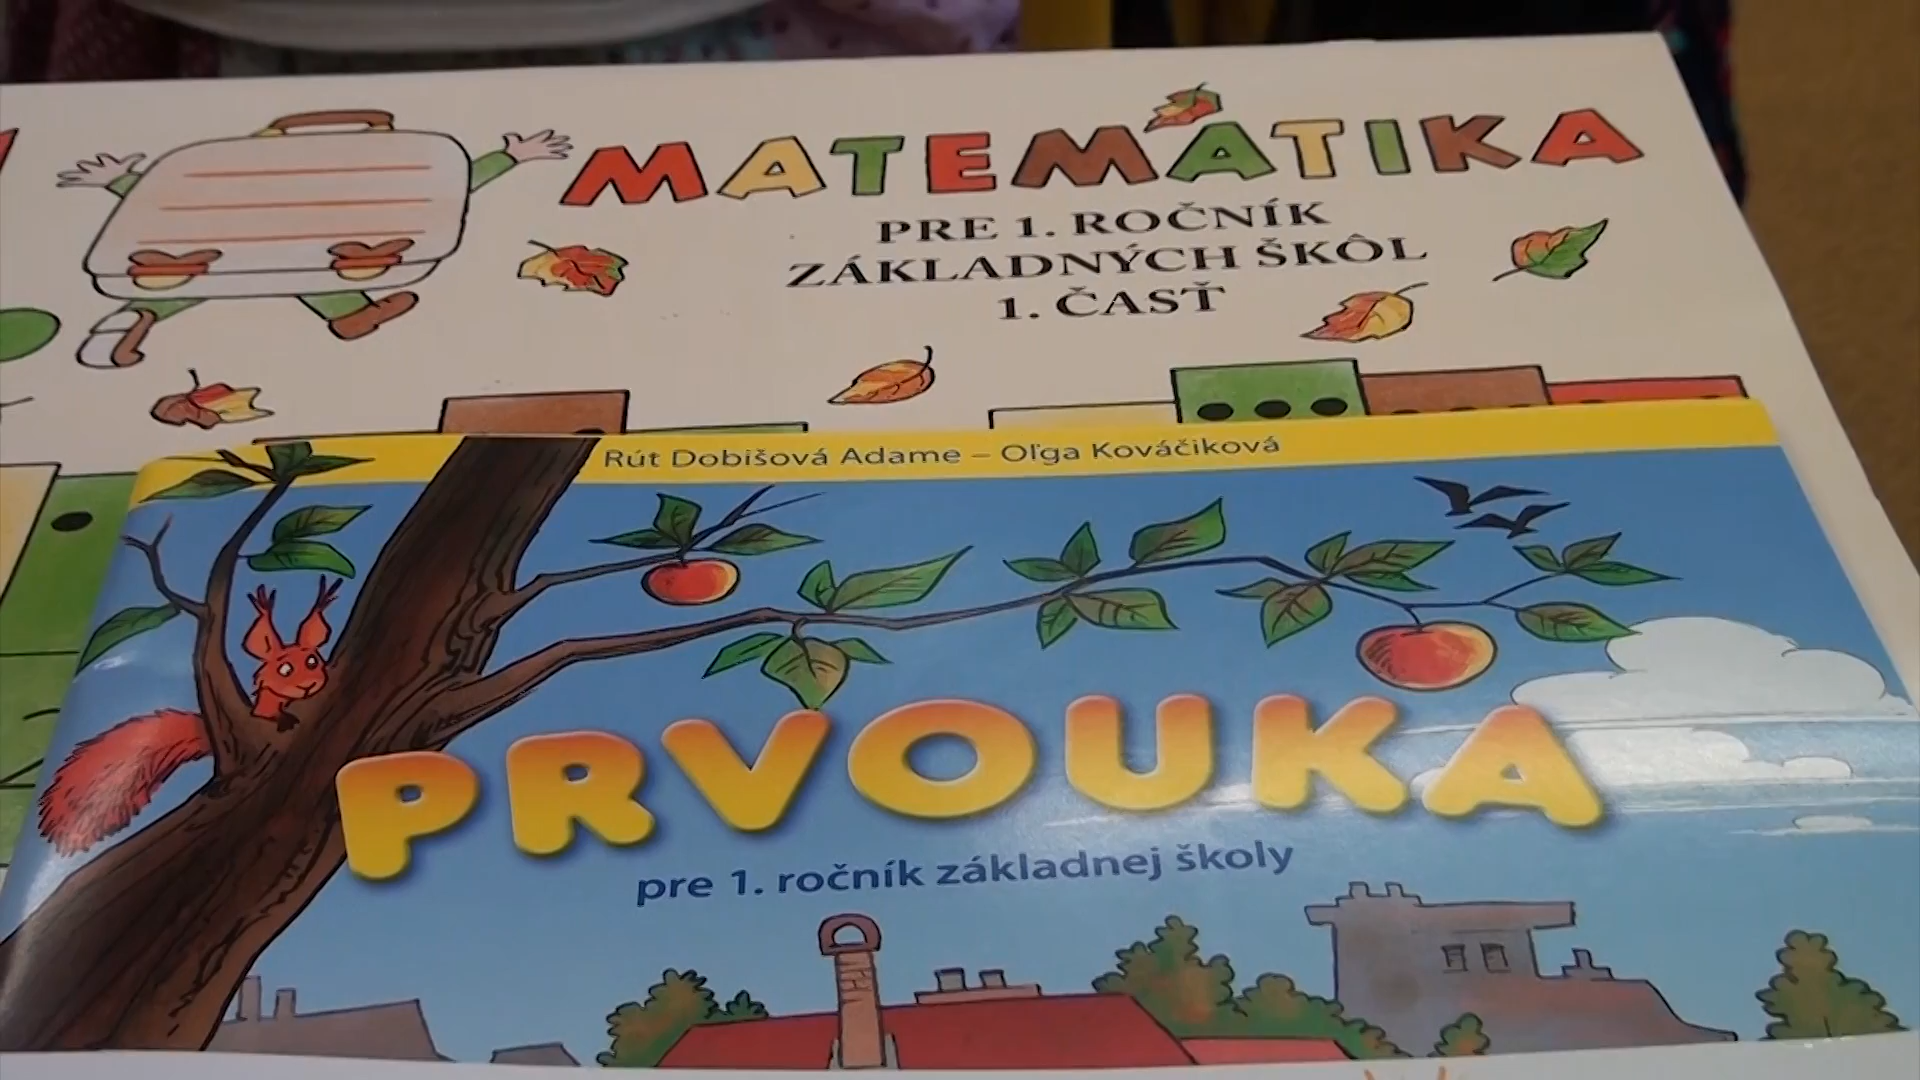 MATEMATIKA
PRE 1. ROČNÍK
ZÁKLADNÝCH ŠKÔL
1. ČASŤ
Rút Dobišová Adame – Oľga Kováčiková
PRVOUKA
pre 1. ročník základnej školy